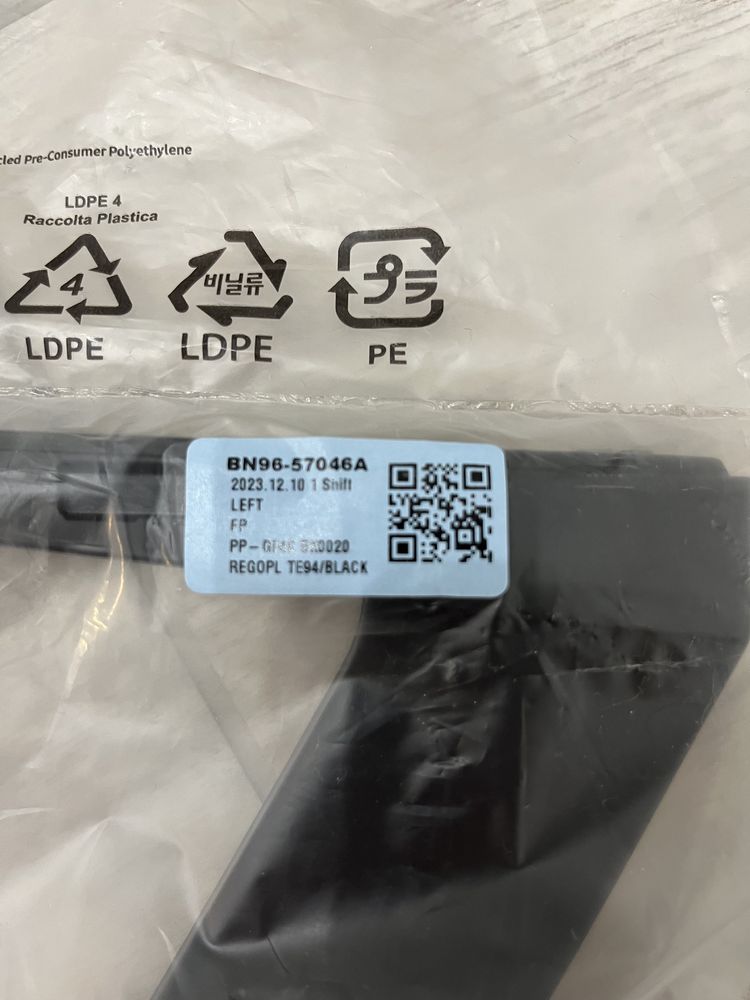 Pre-Consumer Polyethylene
LDPE 4
Raccolta Plastica
4
비닐류
プラ
LDPE
LDPE
PE
BN96-57046A
2023.12.10 1 Shift
LEFT
FP
REGOPL TE94/BLACK